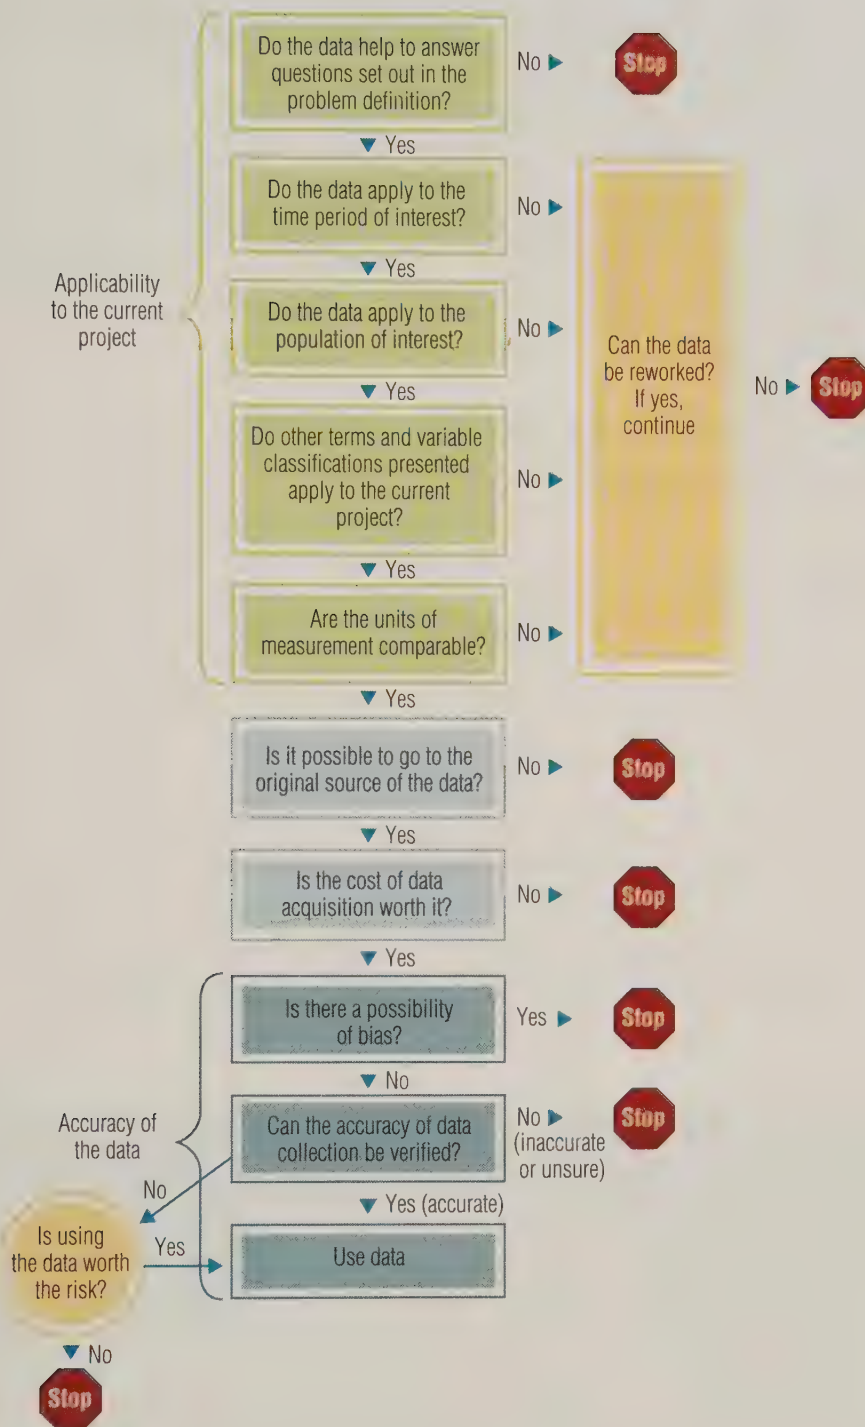 Do the data help to answer
questions set out in the
problem definition?
No ▶
Stop
▼ Yes
Do the data apply to the
time period of interest?
No ▶
▼ Yes
Applicability
to the current
project
Do the data apply to the
population of interest?
No ▶
Can the data
be reworked?
If yes,
continue
No ▶
Stop
▼ Yes
Do other terms and variable
classifications presented
apply to the current
project?
No ▶
▼ Yes
Are the units of
measurement comparable?
No ▶
▼ Yes
Is it possible to go to the
original source of the data?
No ▶
Stop
▼ Yes
Is the cost of data
acquisition worth it?
No ▶
Stop
▼ Yes
Is there a possibility
of bias?
Yes ▶
Stop
▼ No
Accuracy of
the data
Can the accuracy of data
collection be verified?
No ▶
(inaccurate
or unsure)
Stop
No
▼ Yes (accurate)
Is using
the data worth
the risk?
Yes
Use data
▼ No
Stop